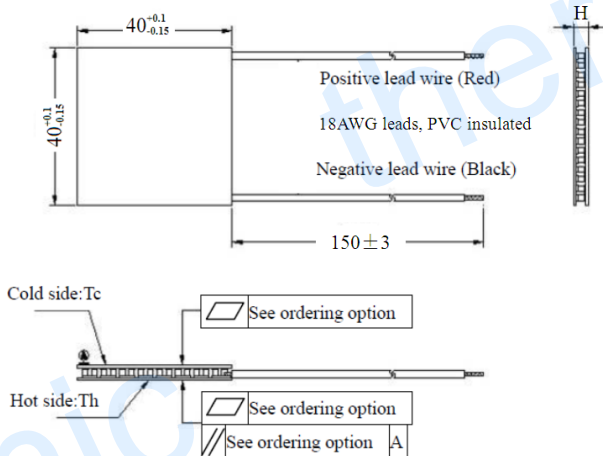 40+0.1-0.15
H
Positive lead wire (Red)
40+0.1-0.15
18AWG leads, PVC insulated
Negative lead wire (Black)
150±3
Cold side:Tc
See ordering option
Hot side:Th
See ordering option
See ordering option A